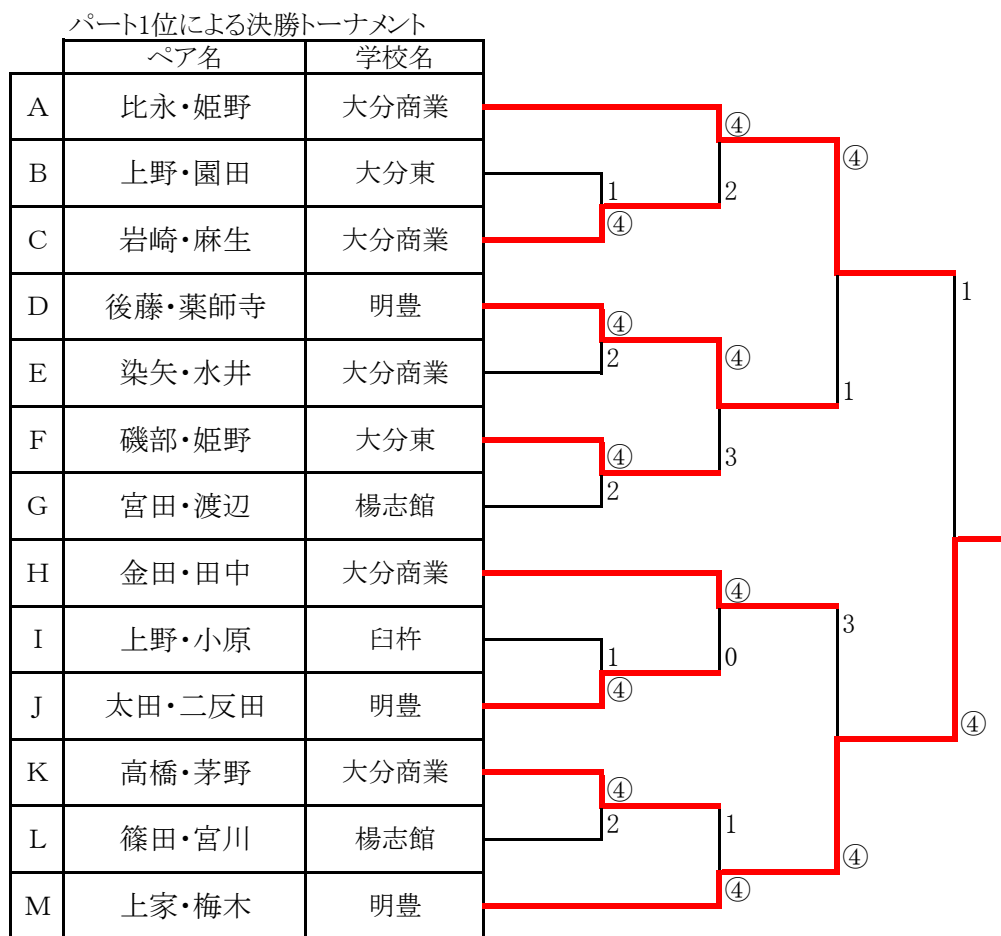 パート1位による決勝トーナメント
ペア名 学校名
A 比永・姫野 大分商業
④
④
B 上野・園田 大分東
1 2
C 岩崎・麻生 大分商業
④
1
D 後藤・薬師寺 明豊
④
④
E 染矢・水井 大分商業
2
1
F 磯部・姫野 大分東
④ 3
G 宮田・渡辺 楊志館
2
H 金田・田中 大分商業
④
3
I 上野・小原 臼杵
1 0
J 太田・二反田 明豊
④
④
K 高橋・茅野 大分商業
④
L 篠田・宮川 楊志館
2 1
④
M 上家・梅木 明豊
④